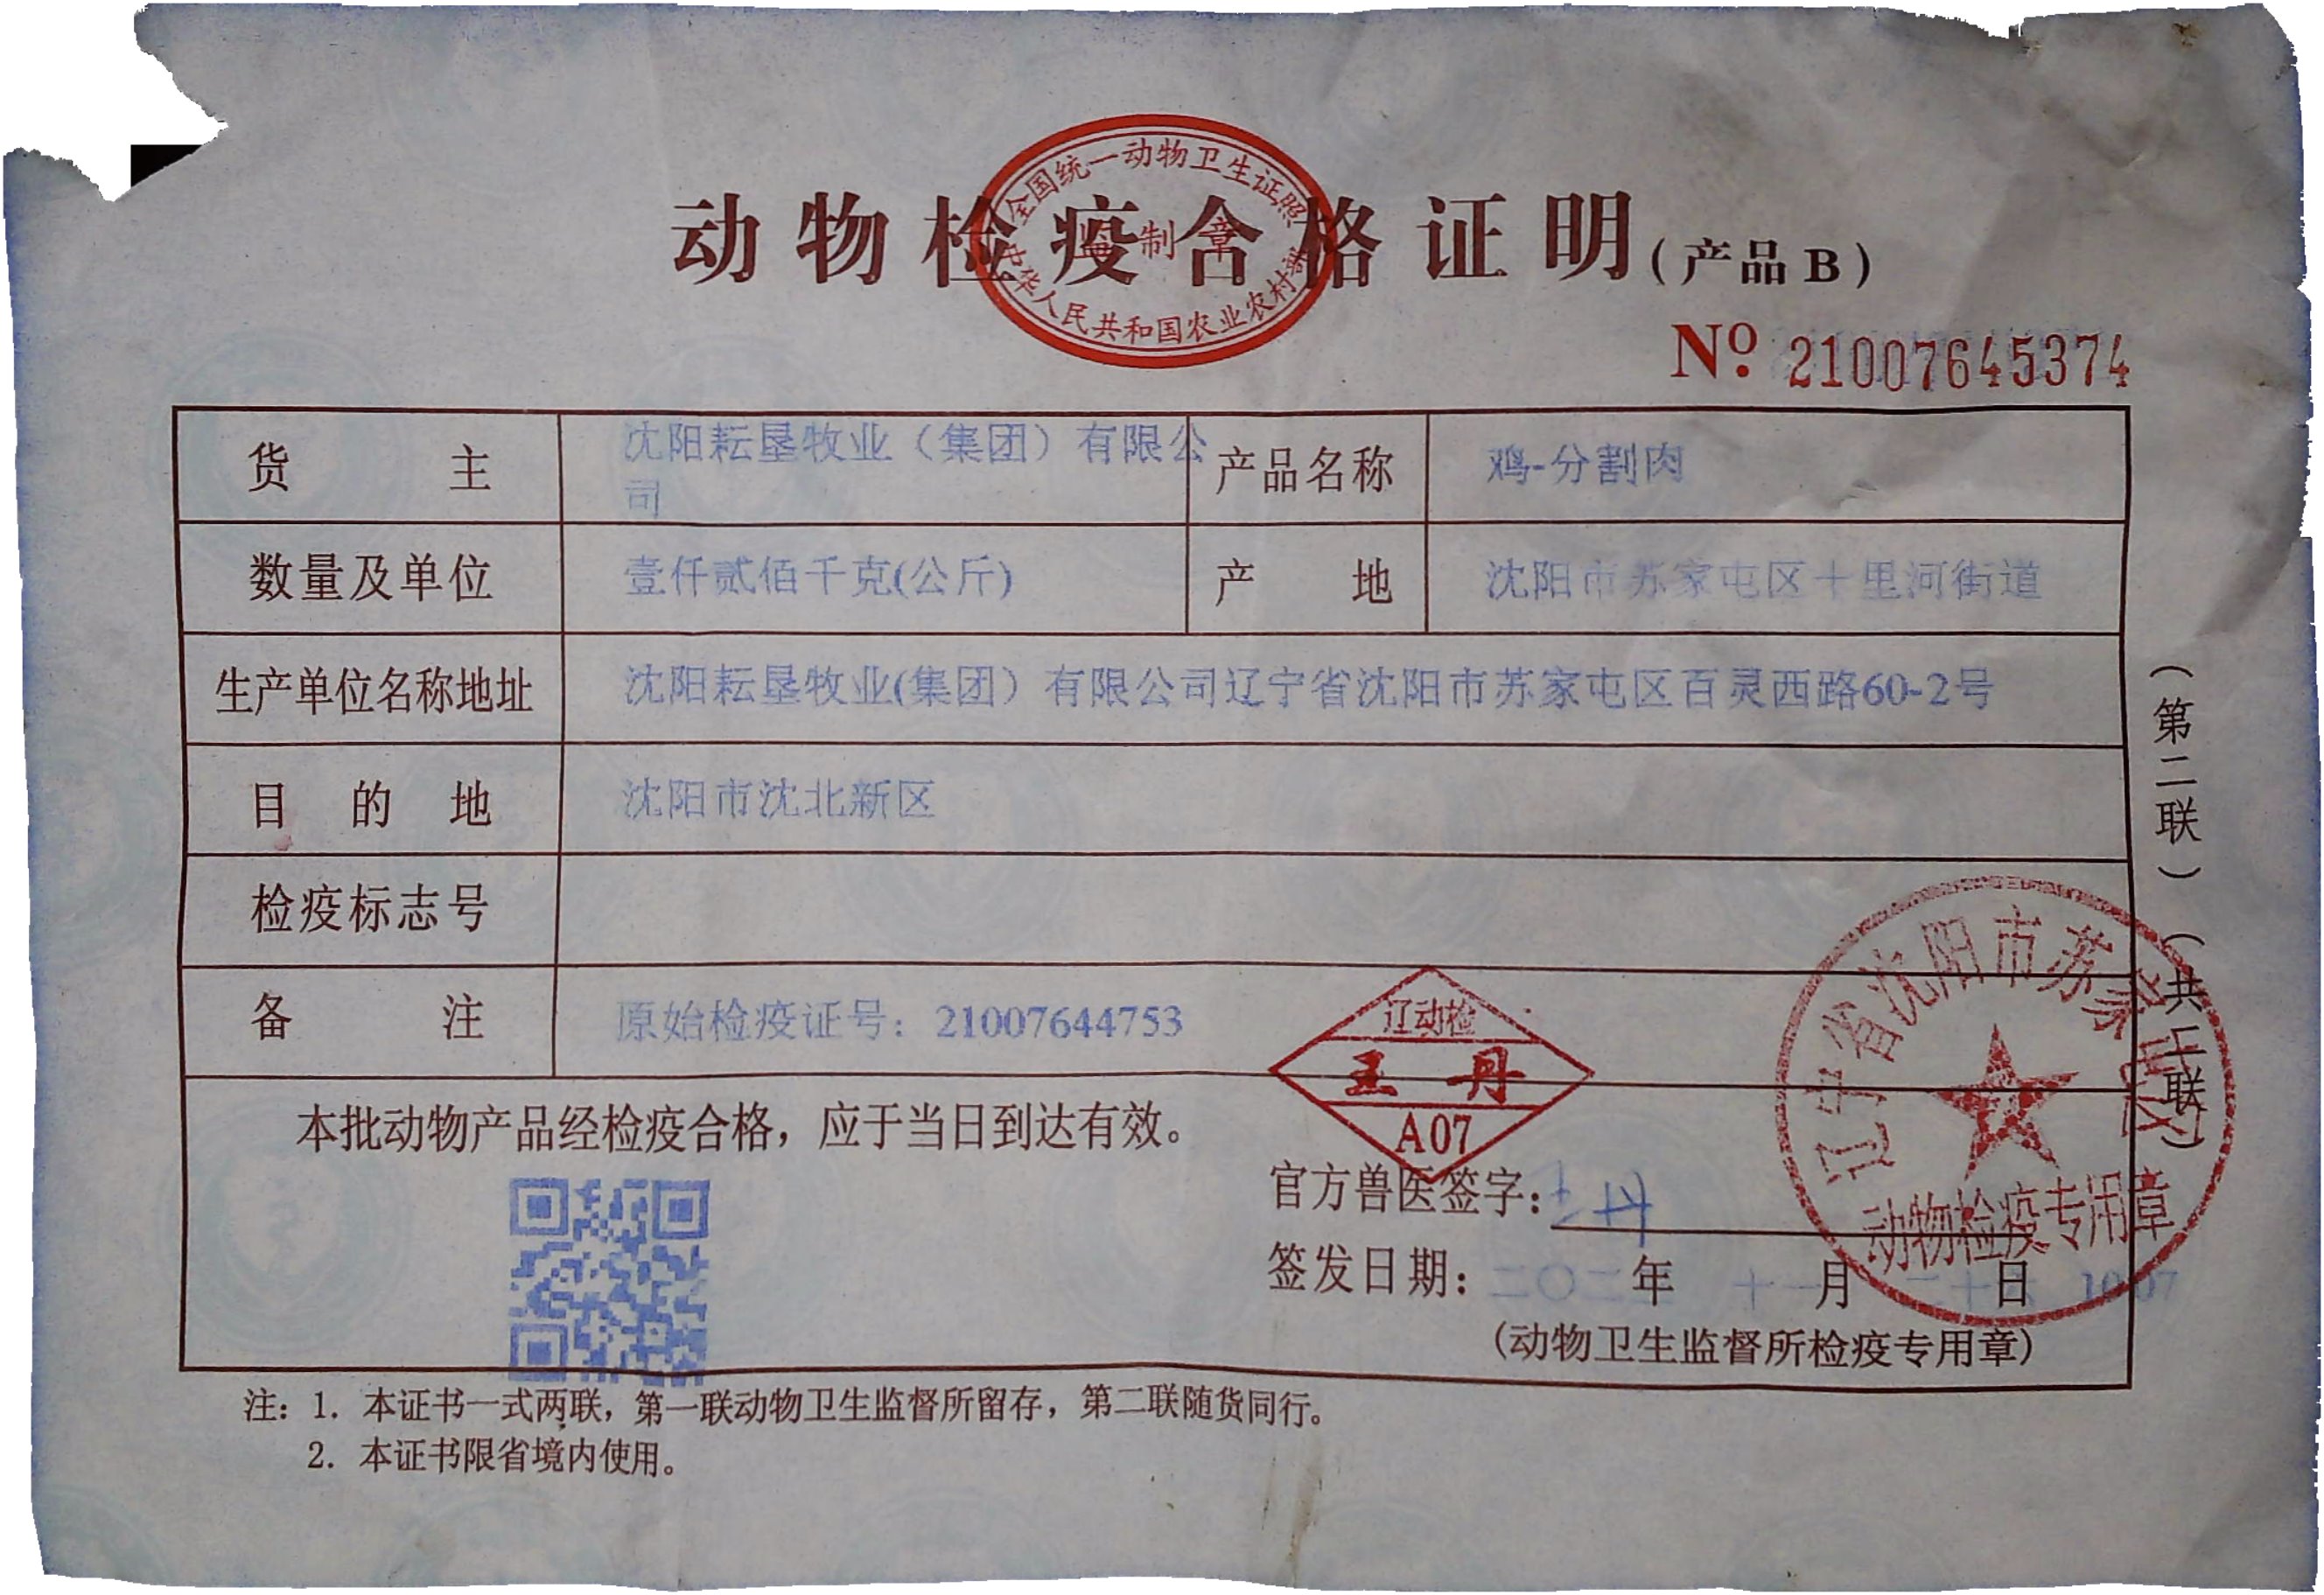 动物检疫合格证明(产品B)
全国统一动物卫生证照
监制章
中华人民共和国农业农村部
Nº 21007645374
货主 沈阳耘垦牧业（集团）有限公司 产品名称 鸡-分割肉
数量及单位 壹仟贰佰千克(公斤) 产地 沈阳市苏家屯区十里河街道
生产单位名称地址 沈阳耘垦牧业(集团）有限公司辽宁省沈阳市苏家屯区百灵西路60-2号
目的地 沈阳市沈北新区
检疫标志号
备注 原始检疫证号：21007644753
辽动检
王丹
A07
本批动物产品经检疫合格，应于当日到达有效。
官方兽医签字：
签发日期： 年 十一月 日
(动物卫生监督所检疫专用章)
辽宁省沈阳市苏家屯区
动物检疫专用章
（第二联）（共二联）
注：1. 本证书一式两联，第一联动物卫生监督所留存，第二联随货同行。
2. 本证书限省境内使用。